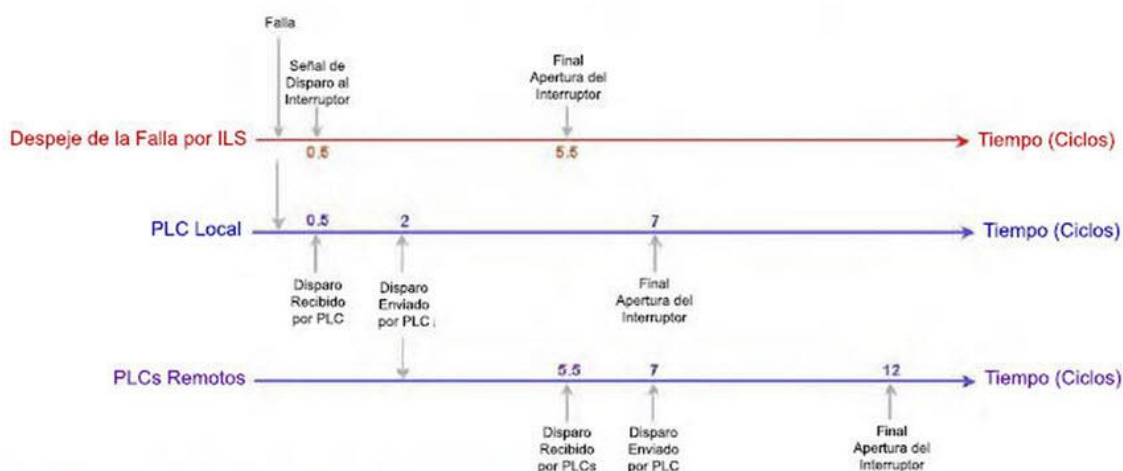 Falla
Señal de
Disparo al
Interruptor
Final
Apertura del
Interruptor
Despeje de la Falla por ILS
Tiempo (Ciclos)
0.5
5.5
0.5
2
7
PLC Local
Tiempo (Ciclos)
Disparo
Recibido
por PLC
Disparo
Enviado
por PLC
Final
Apertura del
Interruptor
5.5
7
12
PLCs Remotos
Tiempo (Ciclos)
Disparo
Recibido
por PLCs
Disparo
Enviado
por PLC
Final
Apertura del
Interruptor